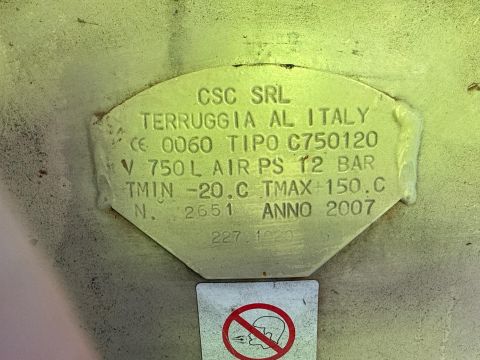 CSC SRL
TERRUGGIA AL ITALY
CE 0060 TIPO C750120
V 750L AIR PS 12 BAR
TMIN -20.C TMAX+150.C
N. 2651 ANNO 2007